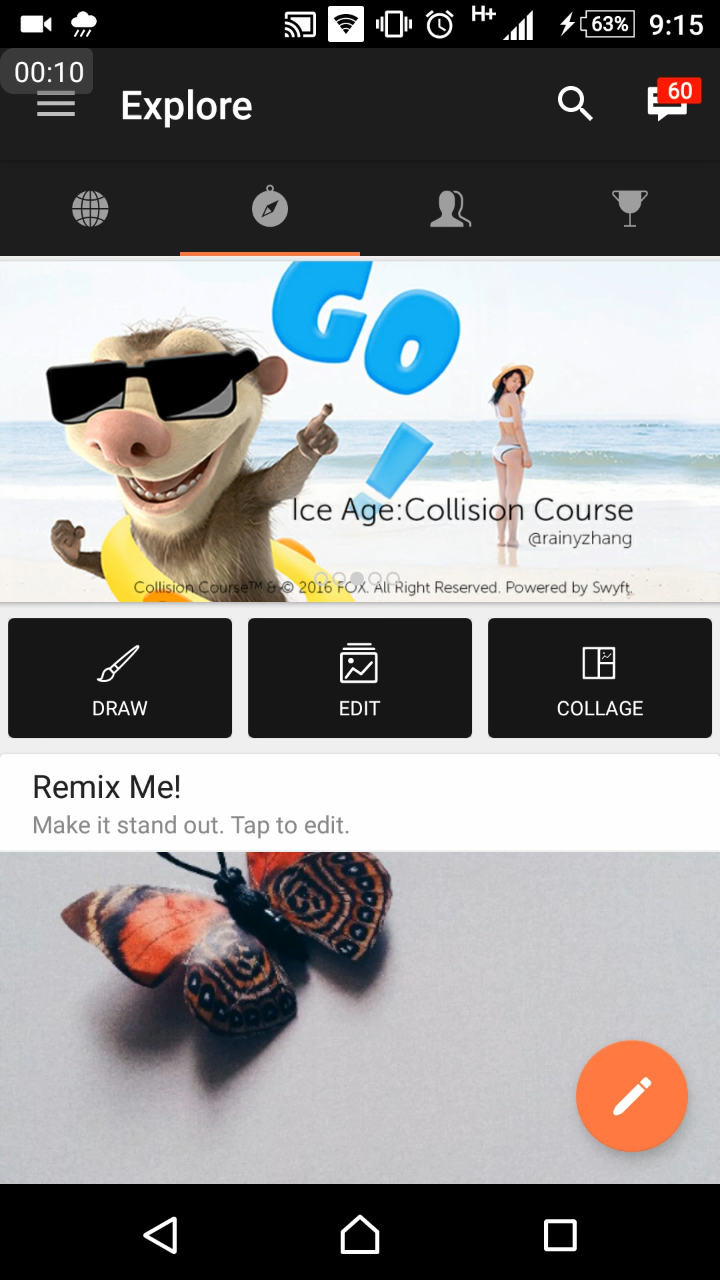 H+
63%
9:15
00:10
Explore
60
GO
!
Ice Age:Collision Course
@rainyzhang
Collision Course™ & © 2016 FOX. All Right Reserved. Powered by Swyft.
DRAW
EDIT
COLLAGE
Remix Me!
Make it stand out. Tap to edit.